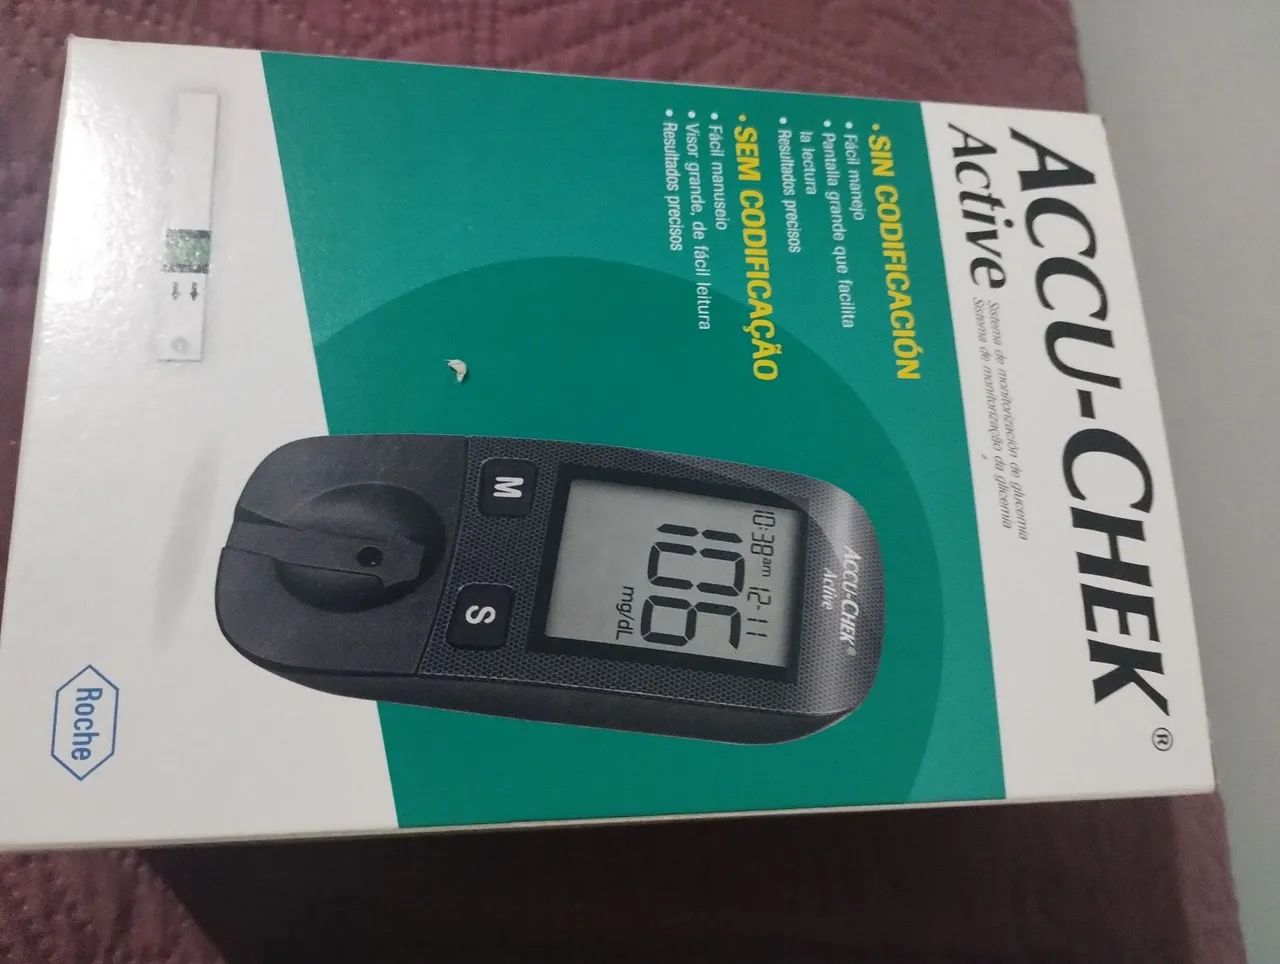 ACCU-CHEK®
Active
Sistema de monitorización de glucemia
Sistema de monitorização da glicemia
• SIN CODIFICACIÓN
• Fácil manejo
• Pantalla grande que facilita
la lectura
• Resultados precisos
• SEM CODIFICAÇÃO
• Fácil manuseio
• Visor grande, de fácil leitura
• Resultados precisos
ACCU-CHEK®
Active
10:38am 12-11
106
mg/dL
M
S
Roche